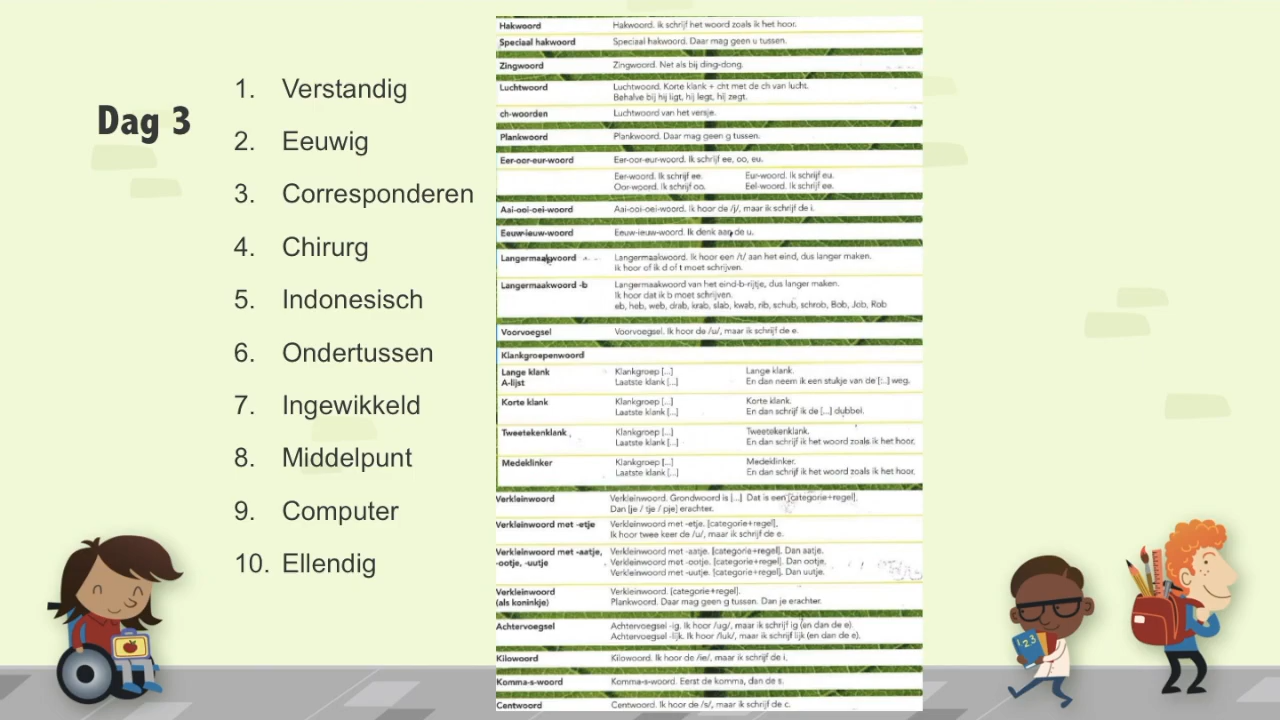 Dag 3
1. Verstandig
2. Eeuwig
3. Corresponderen
4. Chirurg
5. Indonesisch
6. Ondertussen
7. Ingewikkeld
8. Middelpunt
9. Computer
10. Ellendig
Hakwoord Hakwoord. Ik schrijf het woord zoals ik het hoor.
Speciaal hakwoord Speciaal hakwoord. Daar mag geen u tussen.
Zingwoord Zingwoord. Net als bij ding-dong.
Luchtwoord Luchtwoord. Korte klank + cht met de ch van lucht.
Behalve bij hij ligt, hij legt, hij zegt.
ch-woorden Luchtwoord van het versje.
Plankwoord Plankwoord. Daar mag geen g tussen.
Eer-oor-eur-woord Eer-oor-eur-woord. Ik schrijf ee, oo, eu.
Eer-woord. Ik schrijf ee. Eur-woord. Ik schrijf eu.
Oor-woord. Ik schrijf oo. Eel-woord. Ik schrijf ee.
Aai-ooi-oei-woord Aai-ooi-oei-woord. Ik hoor de /j/, maar ik schrijf de i.
Eeuw-ieuw-woord Eeuw-ieuw-woord. Ik denk aan de u.
Langermaakwoord Langermaakwoord. Ik hoor een /t/ aan het eind, dus langer maken.
Ik hoor of ik d of t moet schrijven.
Langermaakwoord -b Langermaakwoord van het eind-b-rijtje, dus langer maken.
Ik hoor dat ik b moet schrijven.
eb, heb, web, drab, krab, slab, kwab, rib, schub, schrob, Bob, Job, Rob
Voorvoegsel Voorvoegsel. Ik hoor de /u/, maar ik schrijf de e.
Klankgroepenwoord
Lange klank Klankgroep [...] Lange klank.
A-lijst Laatste klank [...] En dan neem ik een stukje van de [...] weg.
Korte klank Klankgroep [...] Korte klank.
Laatste klank [...] En dan schrijf ik de [...] dubbel.
Tweetekenklank Klankgroep [...] Tweetekenklank.
Laatste klank [...] En dan schrijf ik het woord zoals ik het hoor.
Medeklinker Klankgroep [...] Medeklinker.
Laatste klank [...] En dan schrijf ik het woord zoals ik het hoor.
Verkleinwoord Verkleinwoord. Grondwoord is [...] Dat is een [categorie+regel].
Dan [je / tje / pje] erachter.
Verkleinwoord met -etje Verkleinwoord met -etje. [categorie+regel].
Ik hoor twee keer de /u/, maar ik schrijf de e.
Verkleinwoord met -aatje, Verkleinwoord met -aatje. [categorie+regel]. Dan aatje.
-ootje, -uutje Verkleinwoord met -ootje. [categorie+regel]. Dan ootje.
Verkleinwoord met -uutje. [categorie+regel]. Dan uutje.
Verkleinwoord Verkleinwoord. [categorie+regel].
(als koninkje) Plankwoord. Daar mag geen g tussen. Dan je erachter.
Achtervoegsel Achtervoegsel -ig. Ik hoor /ug/, maar ik schrijf ig (en dan de e).
Achtervoegsel -lijk. Ik hoor /luk/, maar ik schrijf lijk (en dan de e).
Kilowoord Kilowoord. Ik hoor de /ie/, maar ik schrijf de i.
Komma-s-woord Komma-s-woord. Eerst de komma, dan de s.
Centwoord Centwoord. Ik hoor de /s/, maar ik schrijf de c.
1 2 3